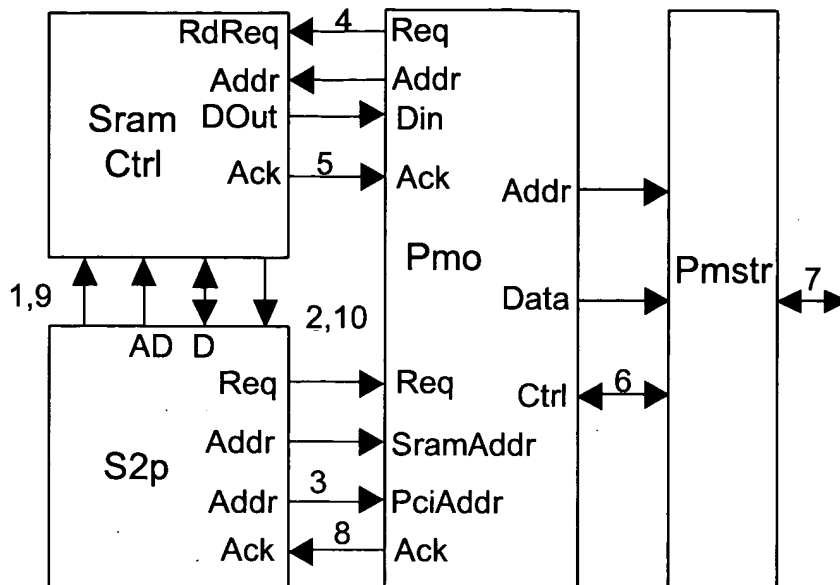 RdReq 4 Req
Addr Addr
Sram Ctrl
DOut Din
Ack 5 Ack
Addr
Pmo
Pmstr
Data
7
1,9
2,10
AD D
Req Req
Ctrl 6
Addr SramAddr
S2p
Addr 3 PciAddr
Ack 8 Ack